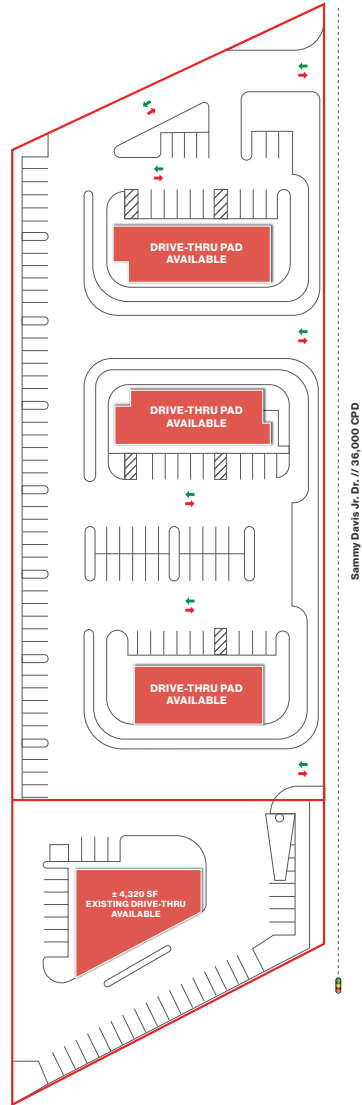 DRIVE-THRU PAD
AVAILABLE
DRIVE-THRU PAD
AVAILABLE
Sammy Davis Jr. Dr. // 36,000 CPD
DRIVE-THRU PAD
AVAILABLE
± 4,320 SF
EXISTING DRIVE-THRU
AVAILABLE